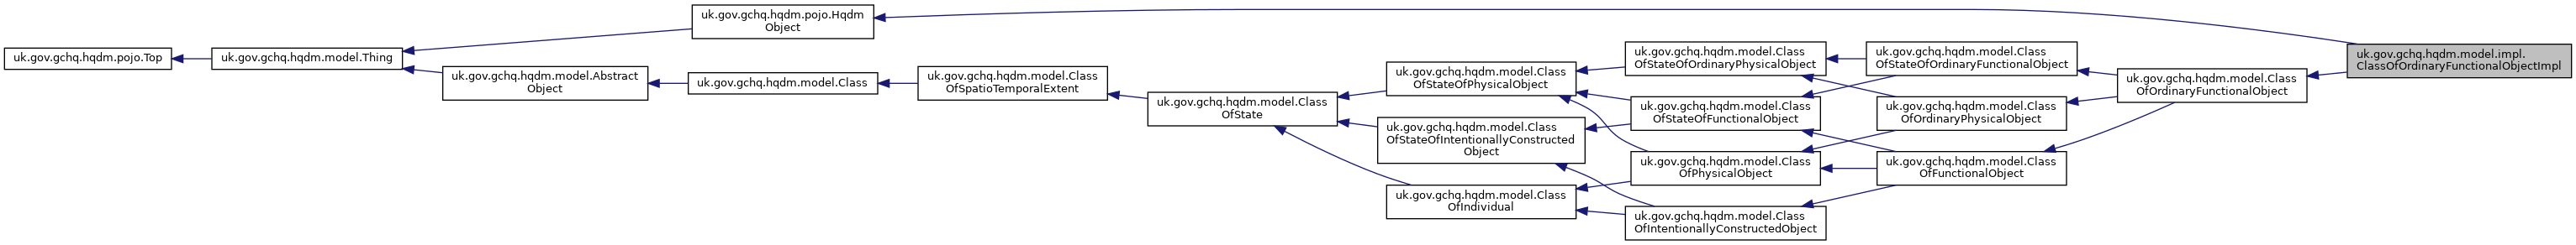 uk.gov.gchq.hqdm.pojo.Top
uk.gov.gchq.hqdm.model.Thing
uk.gov.gchq.hqdm.pojo.Hqdm
Object
uk.gov.gchq.hqdm.model.Abstract
Object
uk.gov.gchq.hqdm.model.Class
uk.gov.gchq.hqdm.model.Class
OfSpatioTemporalExtent
uk.gov.gchq.hqdm.model.Class
OfState
uk.gov.gchq.hqdm.model.Class
OfStateOfPhysicalObject
uk.gov.gchq.hqdm.model.Class
OfStateOfIntentionallyConstructed
Object
uk.gov.gchq.hqdm.model.Class
OfIndividual
uk.gov.gchq.hqdm.model.Class
OfStateOfOrdinaryPhysicalObject
uk.gov.gchq.hqdm.model.Class
OfStateOfFunctionalObject
uk.gov.gchq.hqdm.model.Class
OfPhysicalObject
uk.gov.gchq.hqdm.model.Class
OfIntentionallyConstructedObject
uk.gov.gchq.hqdm.model.Class
OfStateOfOrdinaryFunctionalObject
uk.gov.gchq.hqdm.model.Class
OfOrdinaryPhysicalObject
uk.gov.gchq.hqdm.model.Class
OfFunctionalObject
uk.gov.gchq.hqdm.model.Class
OfOrdinaryFunctionalObject
uk.gov.gchq.hqdm.model.impl.
ClassOfOrdinaryFunctionalObjectImpl